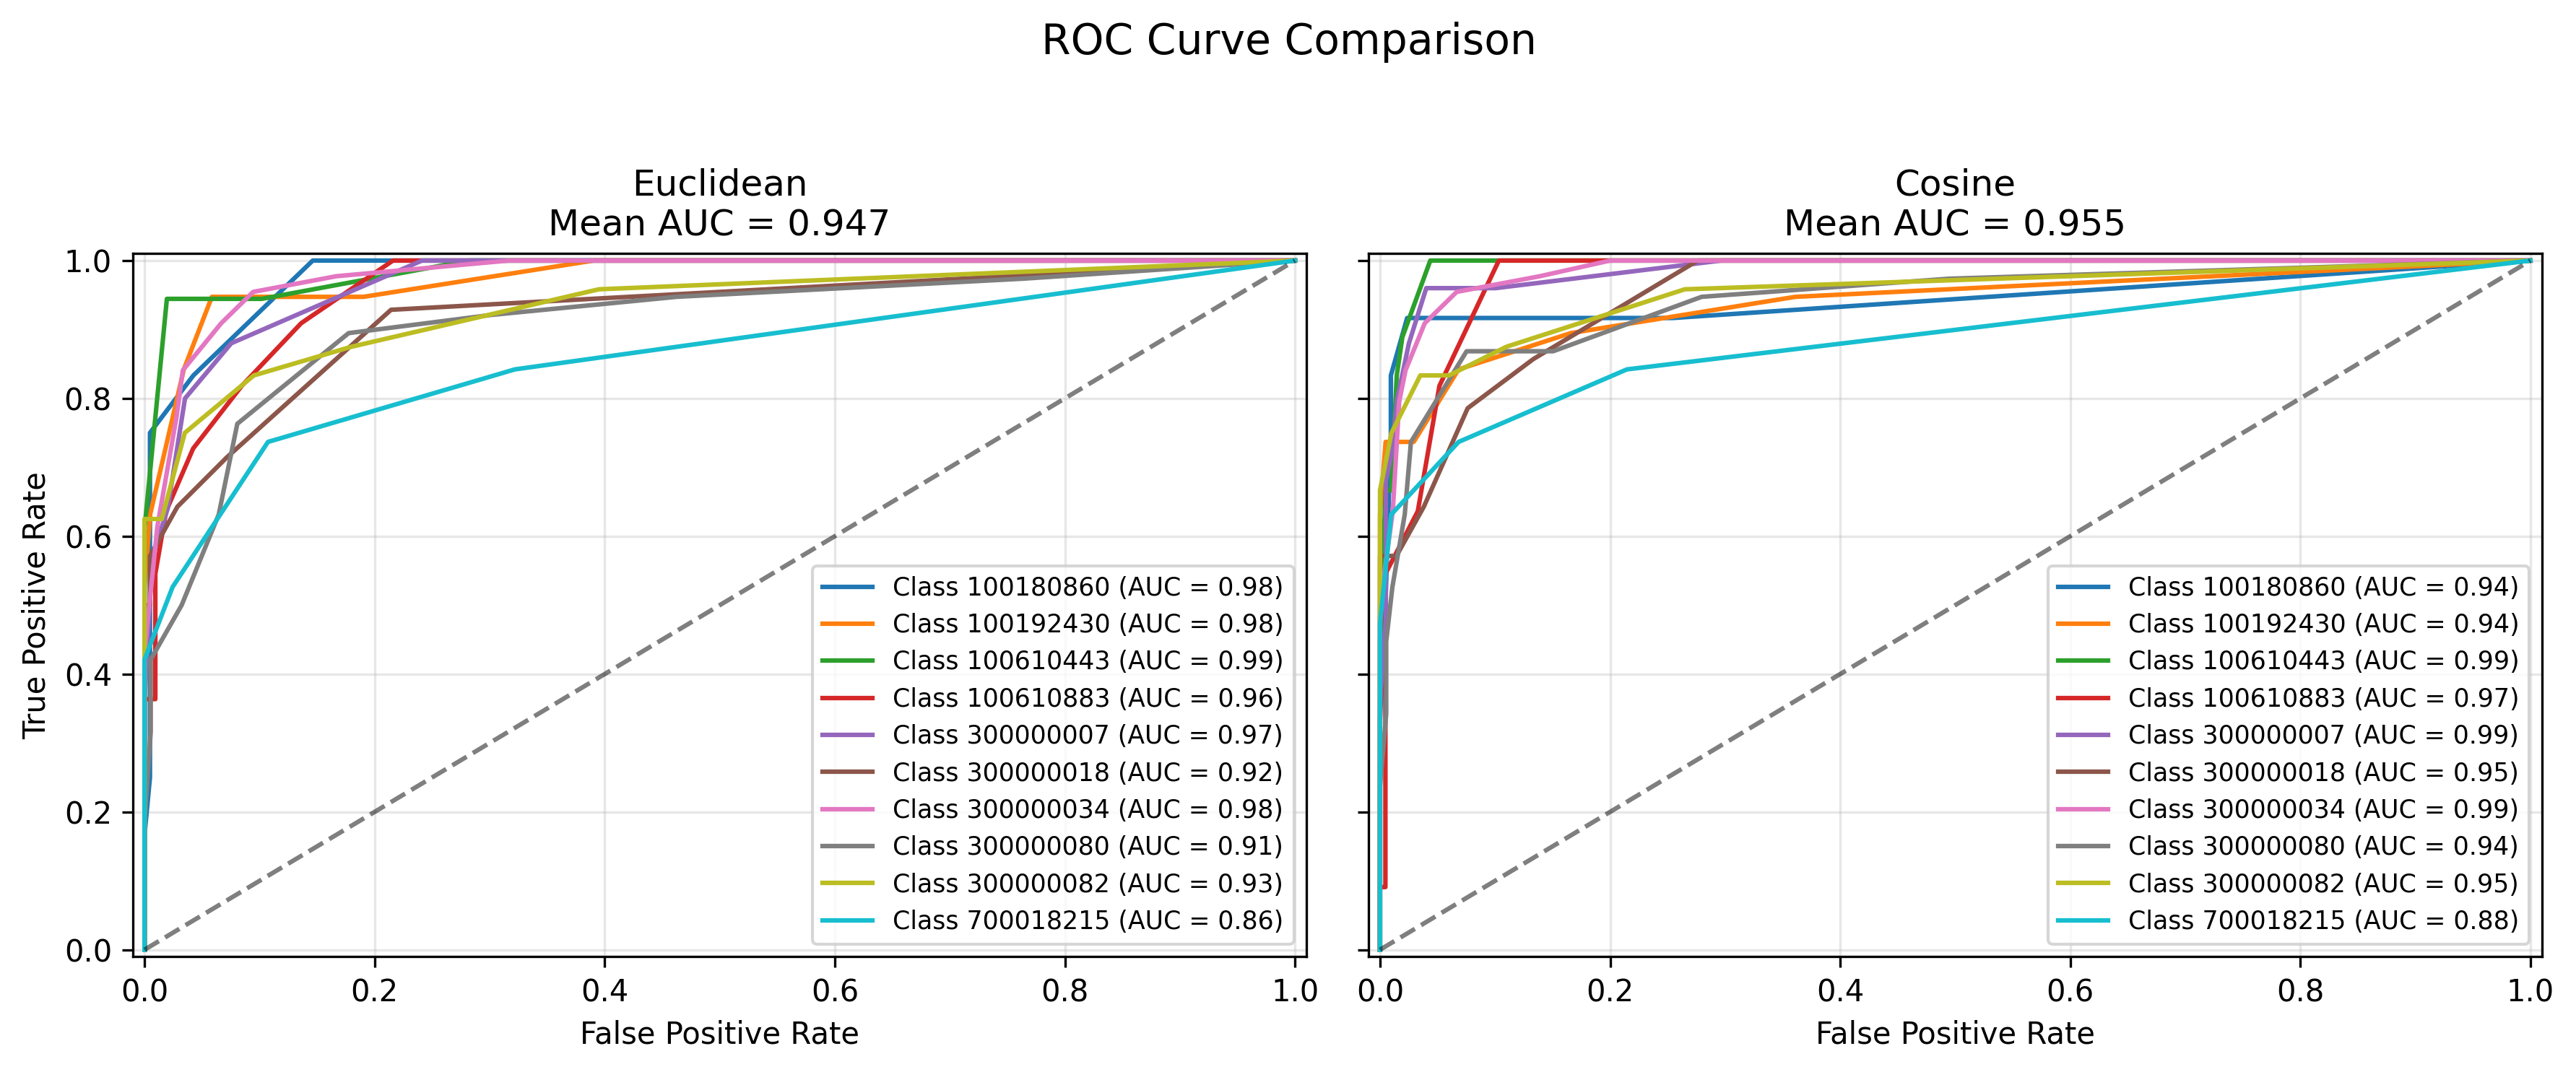 ROC Curve Comparison
Euclidean
Mean AUC = 0.947
True Positive Rate
1.0
0.8
0.6
0.4
0.2
0.0
Class 100180860 (AUC = 0.98)
Class 100192430 (AUC = 0.98)
Class 100610443 (AUC = 0.99)
Class 100610883 (AUC = 0.96)
Class 300000007 (AUC = 0.97)
Class 300000018 (AUC = 0.92)
Class 300000034 (AUC = 0.98)
Class 300000080 (AUC = 0.91)
Class 300000082 (AUC = 0.93)
Class 700018215 (AUC = 0.86)
0.0 0.2 0.4 0.6 0.8 1.0
False Positive Rate
Cosine
Mean AUC = 0.955
Class 100180860 (AUC = 0.94)
Class 100192430 (AUC = 0.94)
Class 100610443 (AUC = 0.99)
Class 100610883 (AUC = 0.97)
Class 300000007 (AUC = 0.99)
Class 300000018 (AUC = 0.95)
Class 300000034 (AUC = 0.99)
Class 300000080 (AUC = 0.94)
Class 300000082 (AUC = 0.95)
Class 700018215 (AUC = 0.88)
0.0 0.2 0.4 0.6 0.8 1.0
False Positive Rate